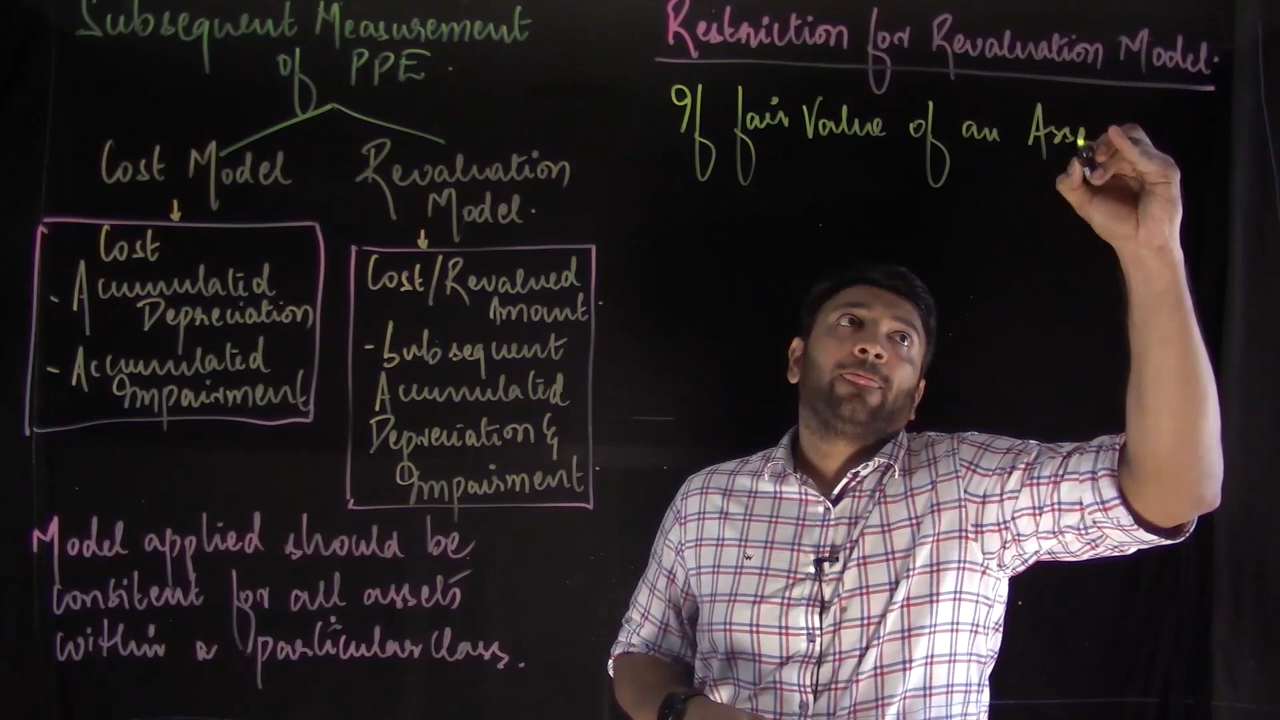 Subsequent Measurement
of PPE.
Cost Model
Cost
- Accumulated
Depreciation
- Accumulated
Impairment
Revaluation
Model.
Cost/Revalued
Amount
- Subsequent
Accumulated
Depreciation &
Impairment
Model applied should be
consitent for all assets
within a particular class.
Restriction for Revaluation Model.
If fair Value of an Asse